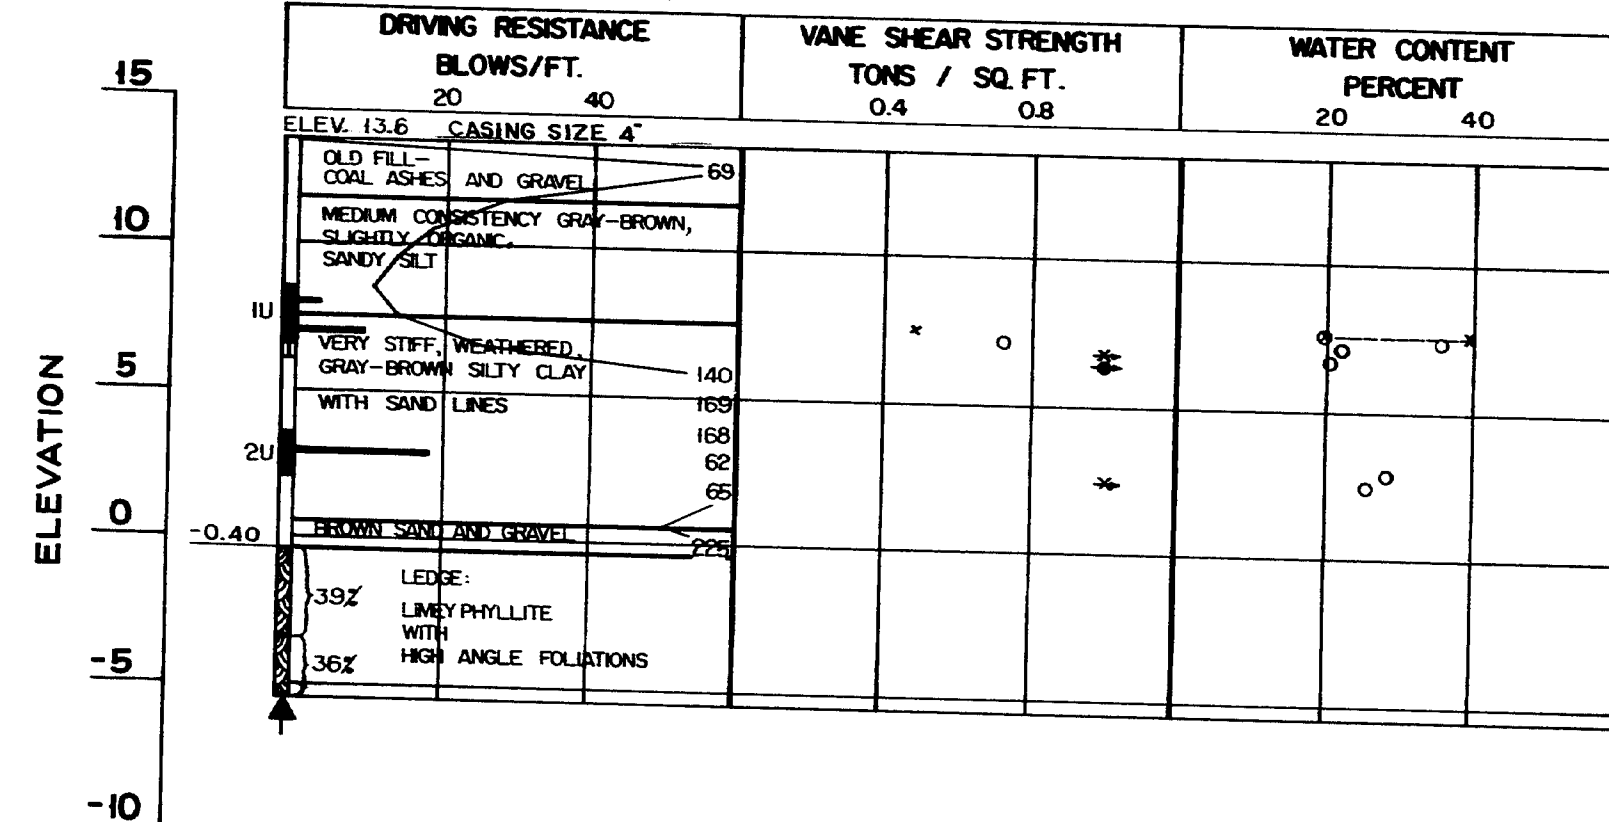 DRIVING RESISTANCE
BLOWS/FT.
20 40
VANE SHEAR STRENGTH
TONS / SQ. FT.
0.4 0.8
WATER CONTENT
PERCENT
20 40
15
10
5
0
-5
-10
ELEVATION
ELEV. 13.6 CASING SIZE 4"
OLD FILL-
COAL ASHES AND GRAVEL
69
MEDIUM CONSISTENCY GRAY-BROWN,
SLIGHTLY ORGANIC,
SANDY SILT
1U
VERY STIFF, WEATHERED,
GRAY-BROWN SILTY CLAY
140
WITH SAND LINES
169
168
2U
62
65
-0.40
BROWN SAND AND GRAVEL
225
39%
LEDGE:
LIMEY PHYLLITE
WITH
36%
HIGH ANGLE FOLIATIONS